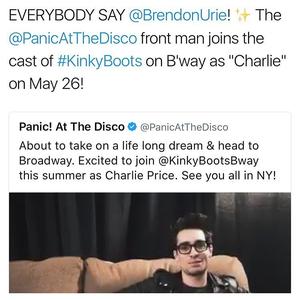 EVERYBODY SAY @BrendonUrie! ✨ The
@PanicAtTheDisco front man joins the
cast of #KinkyBoots on B'way as "Charlie"
on May 26!
Panic! At The Disco @PanicAtTheDisco
About to take on a life long dream & head to
Broadway. Excited to join @KinkyBootsBway
this summer as Charlie Price. See you all in NY!